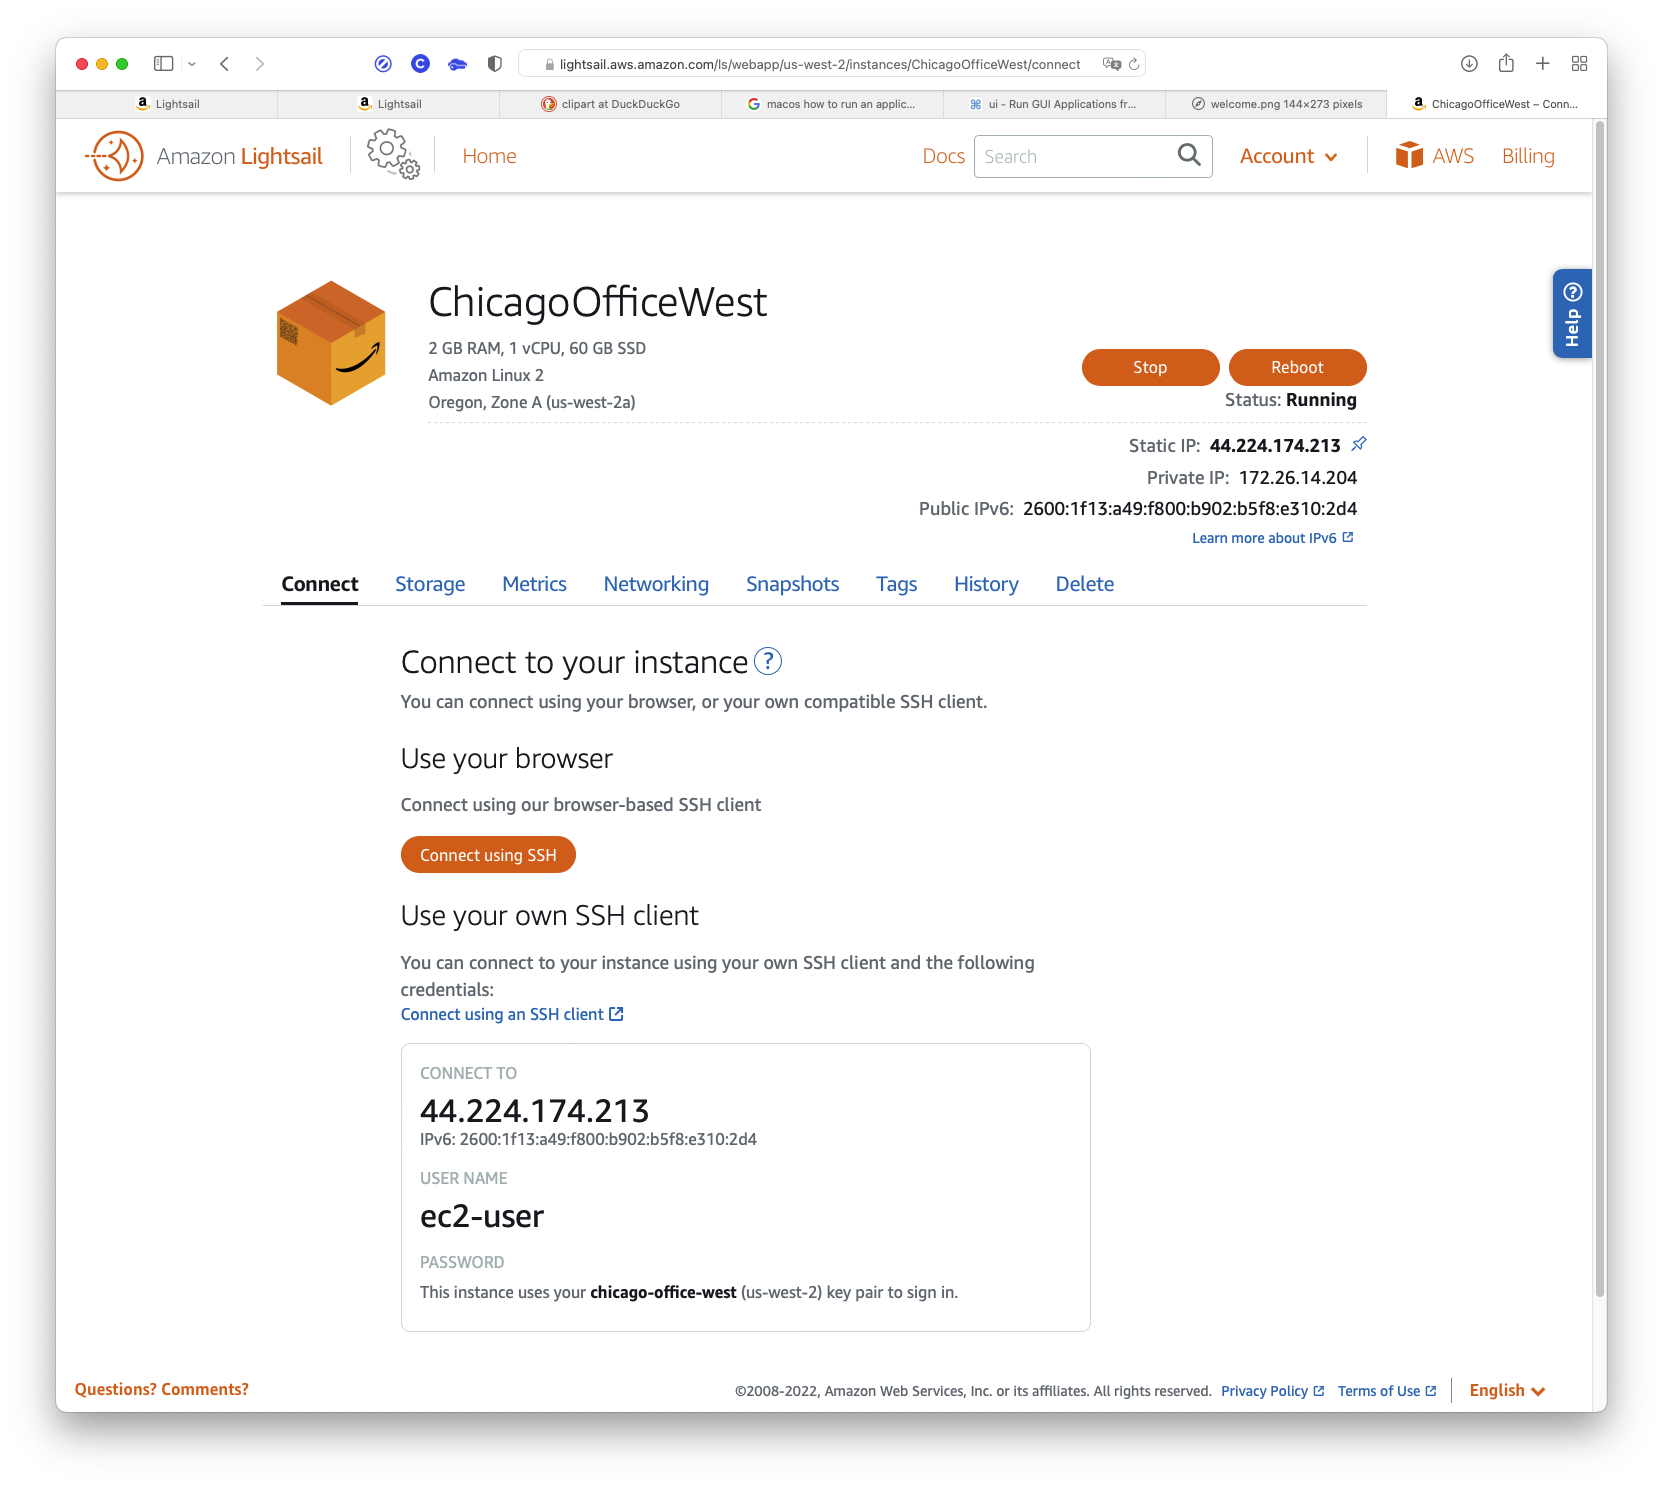 lightsail.aws.amazon.com/ls/webapp/us-west-2/instances/ChicagoOfficeWest/connect
Lightsail
Lightsail
clipart at DuckDuckGo
macos how to run an applic...
ui - Run GUI Applications fr...
welcome.png 144×273 pixels
ChicagoOfficeWest – Conn...
Amazon Lightsail
Home
Docs
Search
Account
AWS
Billing
Help
ChicagoOfficeWest
2 GB RAM, 1 vCPU, 60 GB SSD
Amazon Linux 2
Oregon, Zone A (us-west-2a)
Stop
Reboot
Status: Running
Static IP: 44.224.174.213
Private IP: 172.26.14.204
Public IPv6: 2600:1f13:a49:f800:b902:b5f8:e310:2d4
Learn more about IPv6
Connect
Storage
Metrics
Networking
Snapshots
Tags
History
Delete
Connect to your instance ?
You can connect using your browser, or your own compatible SSH client.
Use your browser
Connect using our browser-based SSH client
Connect using SSH
Use your own SSH client
You can connect to your instance using your own SSH client and the following
credentials:
Connect using an SSH client
CONNECT TO
44.224.174.213
IPv6: 2600:1f13:a49:f800:b902:b5f8:e310:2d4
USER NAME
ec2-user
PASSWORD
This instance uses your chicago-office-west (us-west-2) key pair to sign in.
Questions? Comments?
©2008-2022, Amazon Web Services, Inc. or its affiliates. All rights reserved.
Privacy Policy
Terms of Use
English